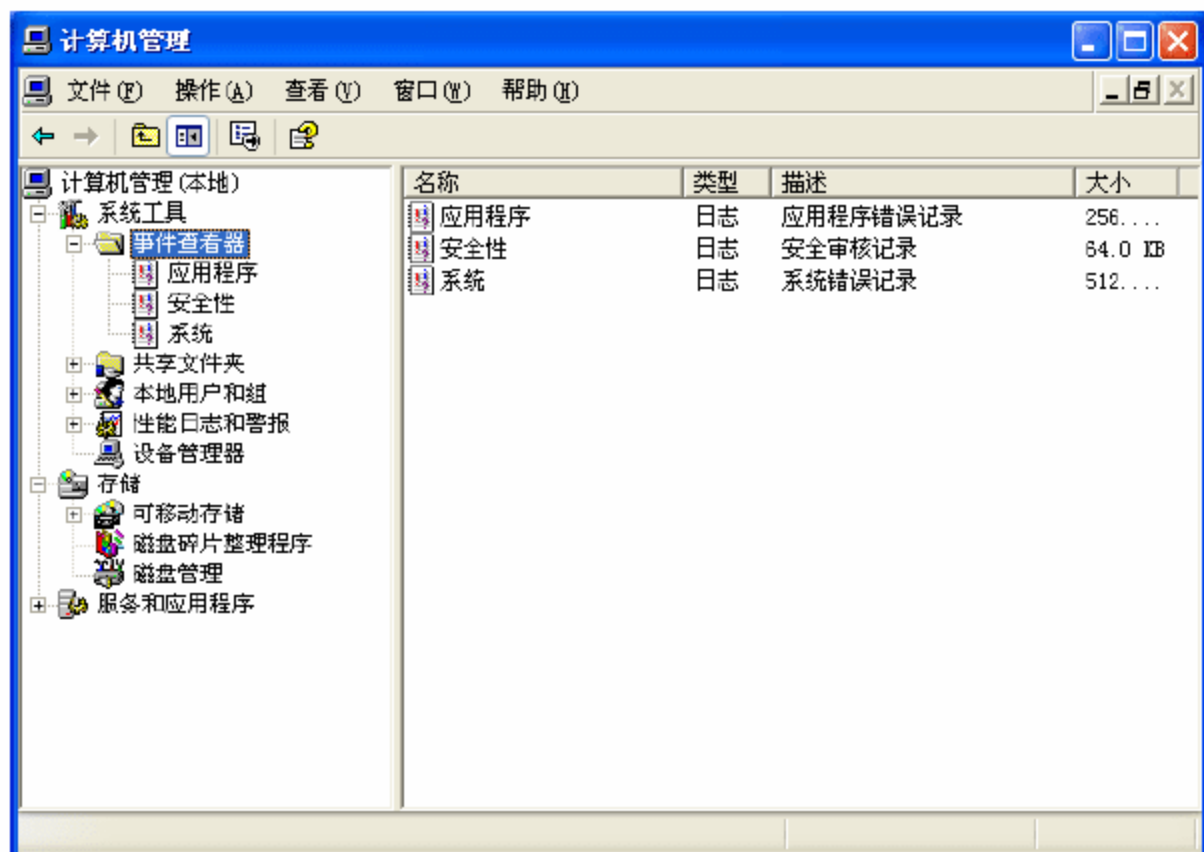 计算机管理
文件(F) 操作(A) 查看(V) 窗口(W) 帮助(H)
计算机管理(本地)
系统工具
事件查看器
应用程序
安全性
系统
共享文件夹
本地用户和组
性能日志和警报
设备管理器
存储
可移动存储
磁盘碎片整理程序
磁盘管理
服务和应用程序
名称 类型 描述 大小
应用程序 日志 应用程序错误记录 256....
安全性 日志 安全审核记录 64.0 KB
系统 日志 系统错误记录 512....